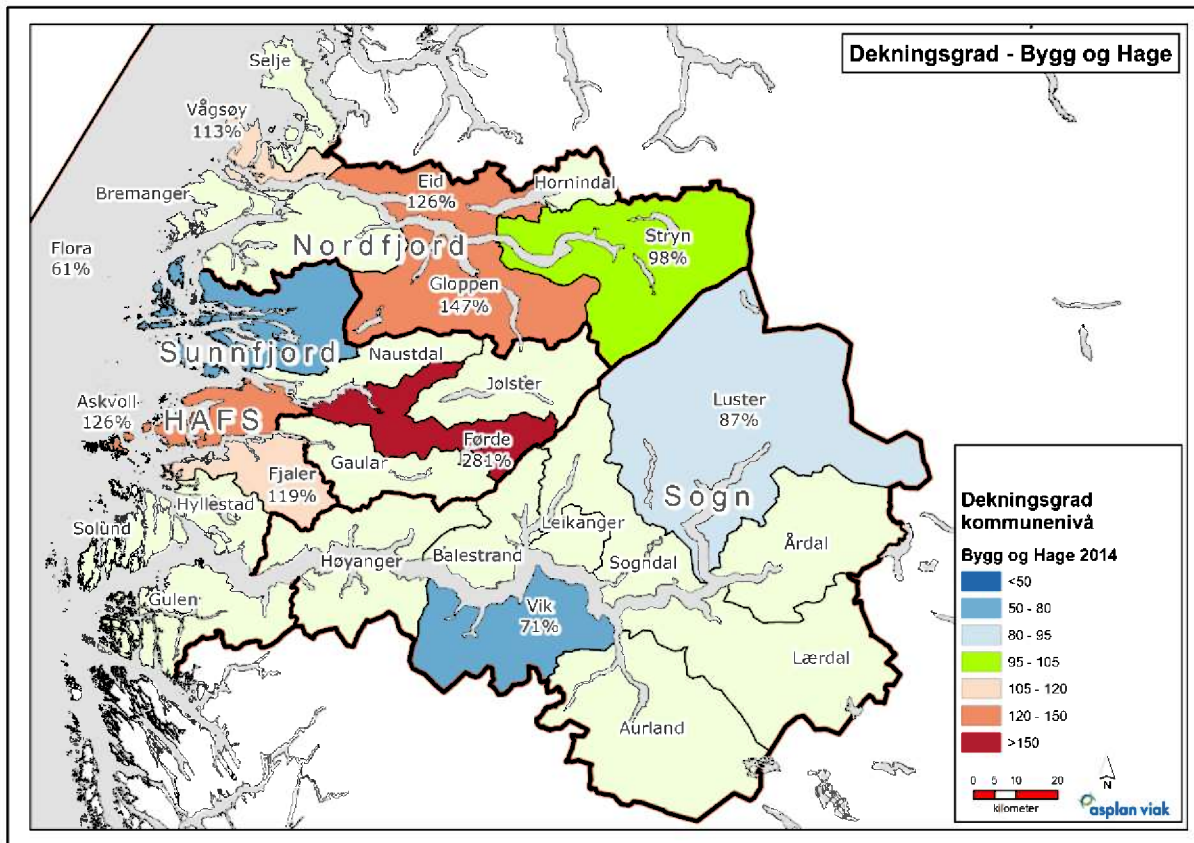 Dekningsgrad - Bygg og Hage
Selje
Vågsøy
113%
Eid
126%
Hornindal
Bremanger
Stryn
98%
Flora
61%
Nordfjord
Gloppen
147%
Sunnfjord
Naustdal
Jølster
Luster
87%
Askvoll
126%
HAFS
Førde
281%
Gaular
Fjaler
119%
Hyllestad
Sogn
Solund
Leikanger
Årdal
Høyanger
Balestrand
Sogndal
Gulen
Vik
71%
Lærdal
Aurland
Dekningsgrad
kommunenivå
Bygg og Hage 2014
<50
50 - 80
80 - 95
95 - 105
105 - 120
120 - 150
>150
0 5 10 20
kilometer
N
asplan viak